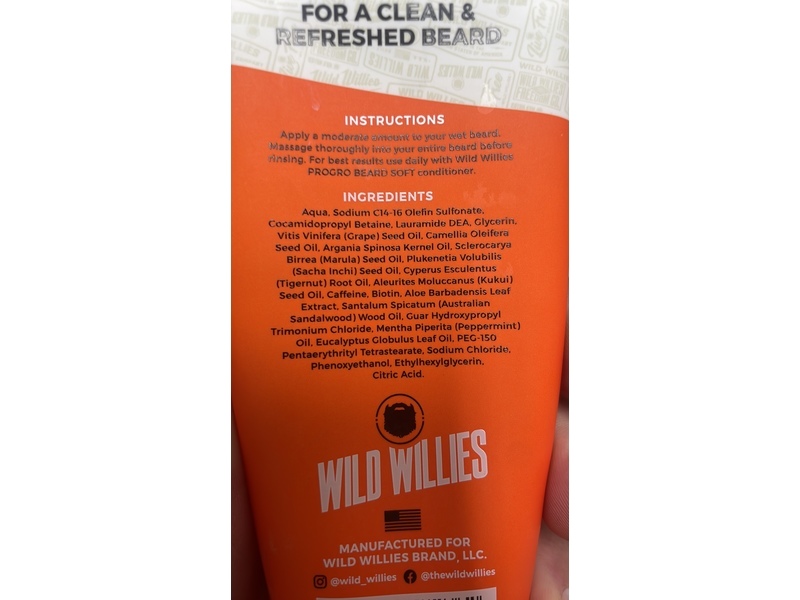 FOR A CLEAN &
REFRESHED BEARD
INSTRUCTIONS
Apply a moderate amount to your wet beard.
Massage thoroughly into your entire beard before
rinsing. For best results use daily with Wild Willies
PROGRO BEARD SOFT conditioner.
INGREDIENTS
Aqua, Sodium C14-16 Olefin Sulfonate,
Cocamidopropyl Betaine, Lauramide DEA, Glycerin,
Vitis Vinifera (Grape) Seed Oil, Camellia Oleifera
Seed Oil, Argania Spinosa Kernel Oil, Sclerocarya
Birrea (Marula) Seed Oil, Plukenetia Volubilis
(Sacha Inchi) Seed Oil, Cyperus Esculentus
(Tigernut) Root Oil, Aleurites Moluccanus (Kukui)
Seed Oil, Caffeine, Biotin, Aloe Barbadensis Leaf
Extract, Santalum Spicatum (Australian
Sandalwood) Wood Oil, Guar Hydroxypropyl
Trimonium Chloride, Mentha Piperita (Peppermint)
Oil, Eucalyptus Globulus Leaf Oil, PEG-150
Pentaerythrityl Tetrastearate, Sodium Chloride,
Phenoxyethanol, Ethylhexylglycerin,
Citric Acid.
WILD WILLIES
MANUFACTURED FOR
WILD WILLIES BRAND, LLC.
@wild_willies @thewildwillies